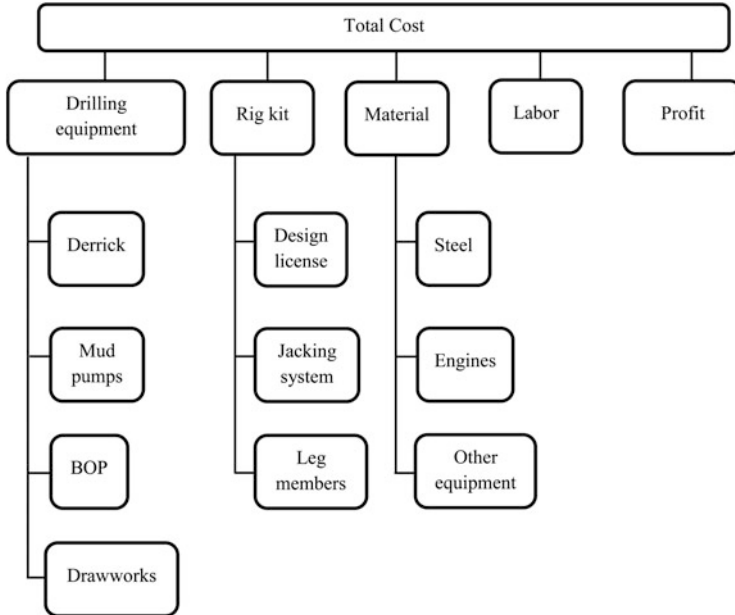 Total Cost
Drilling
equipment
Rig kit
Material
Labor
Profit
Derrick
Design
license
Steel
Mud
pumps
Jacking
system
Engines
BOP
Leg
members
Other
equipment
Drawworks